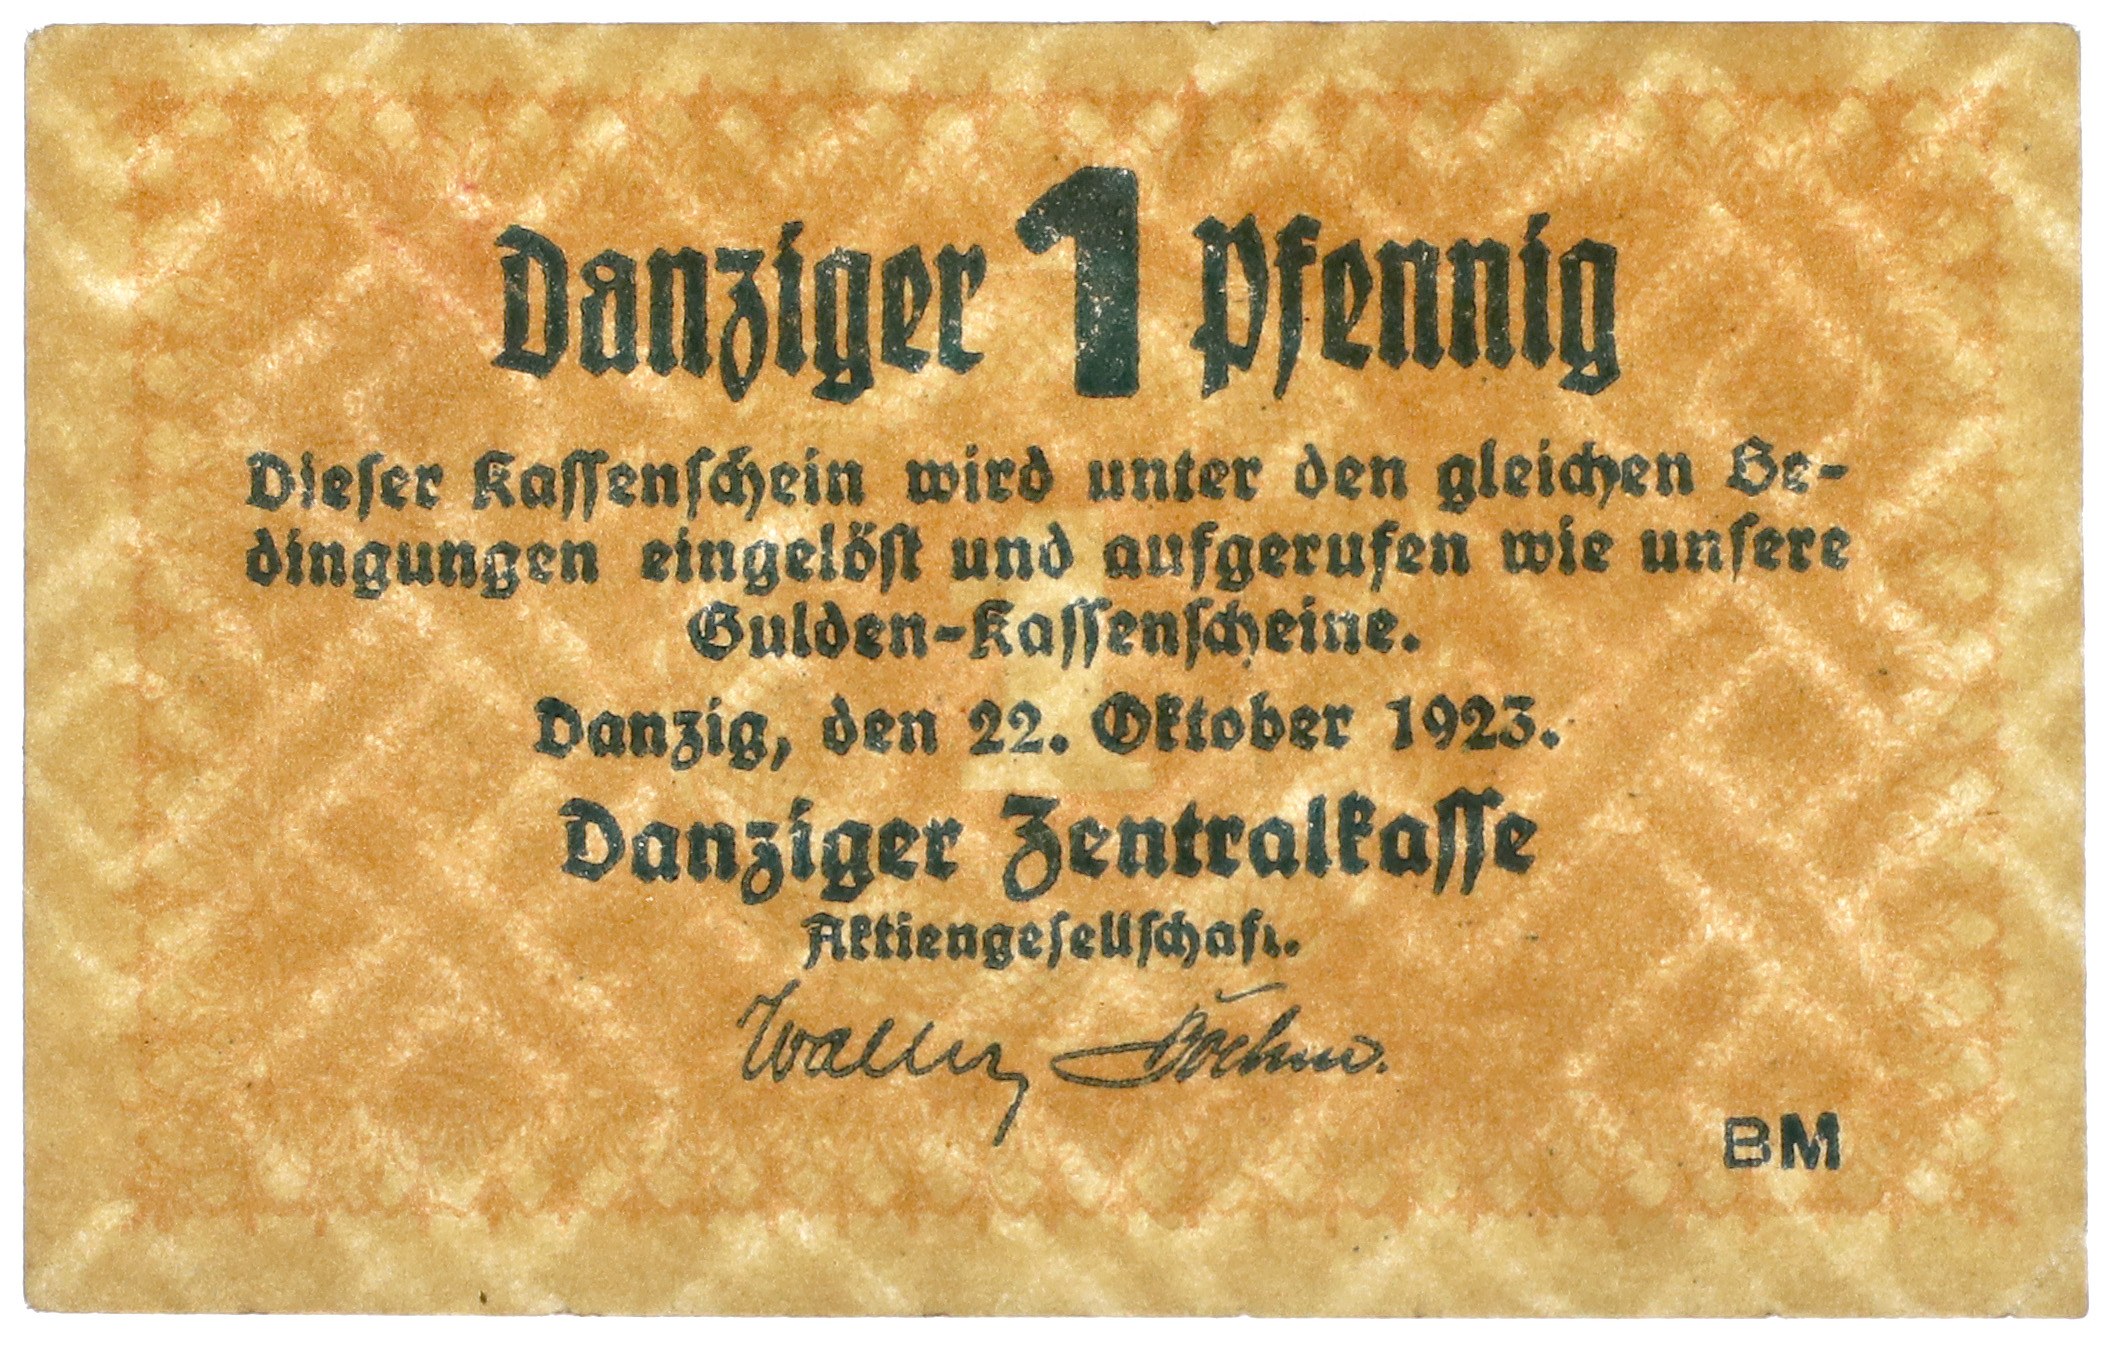 Danziger 1 Pfennig
Dieser Kassenschein wird unter den gleichen Be-
dingungen eingelöst und aufgerufen wie unsere
Gulden-Kassenscheine.
Danzig, den 22. Oktober 1923.
Danziger Zentralkasse
Aktiengesellschaft.
Böhm.
BM